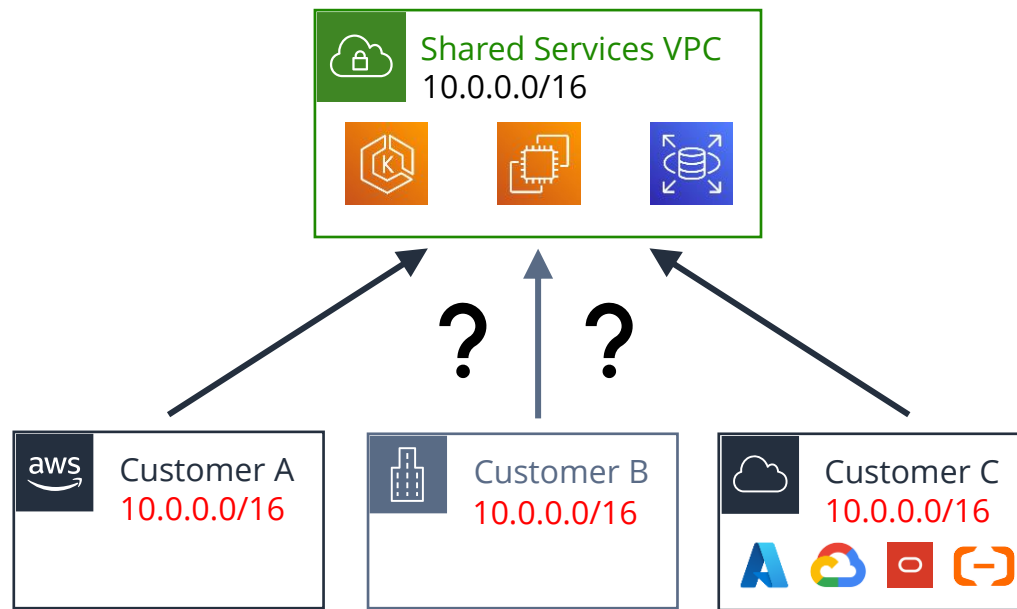 Shared Services VPC
10.0.0.0/16
K
? ?
aws
Customer A
10.0.0.0/16
Customer B
10.0.0.0/16
Customer C
10.0.0.0/16